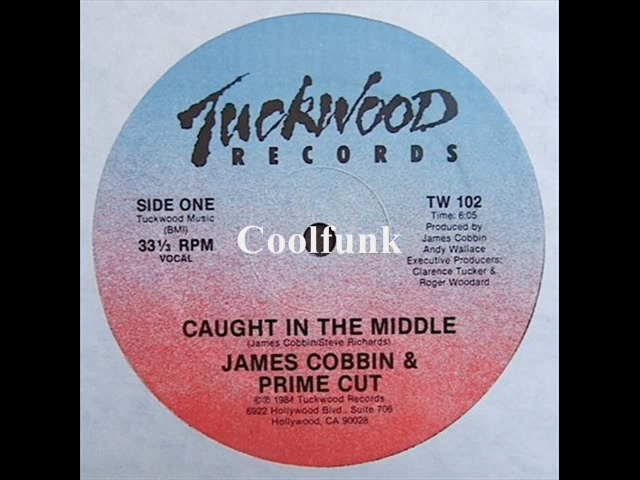 Tuckwood
RECORDS
SIDE ONE
Tuckwood Music
(BMI)
33⅓ RPM
VOCAL
TW 102
Time: 6:05
Produced by
James Cobbin
Andy Wallace
Executive Producers:
Clarence Tucker &
Roger Woodard
Coolfunk
CAUGHT IN THE MIDDLE
(James Cobbin/Steve Richards)
JAMES COBBIN &
PRIME CUT
©℗ 1984 Tuckwood Records
6922 Hollywood Blvd., Suite 706
Hollywood, CA 90028